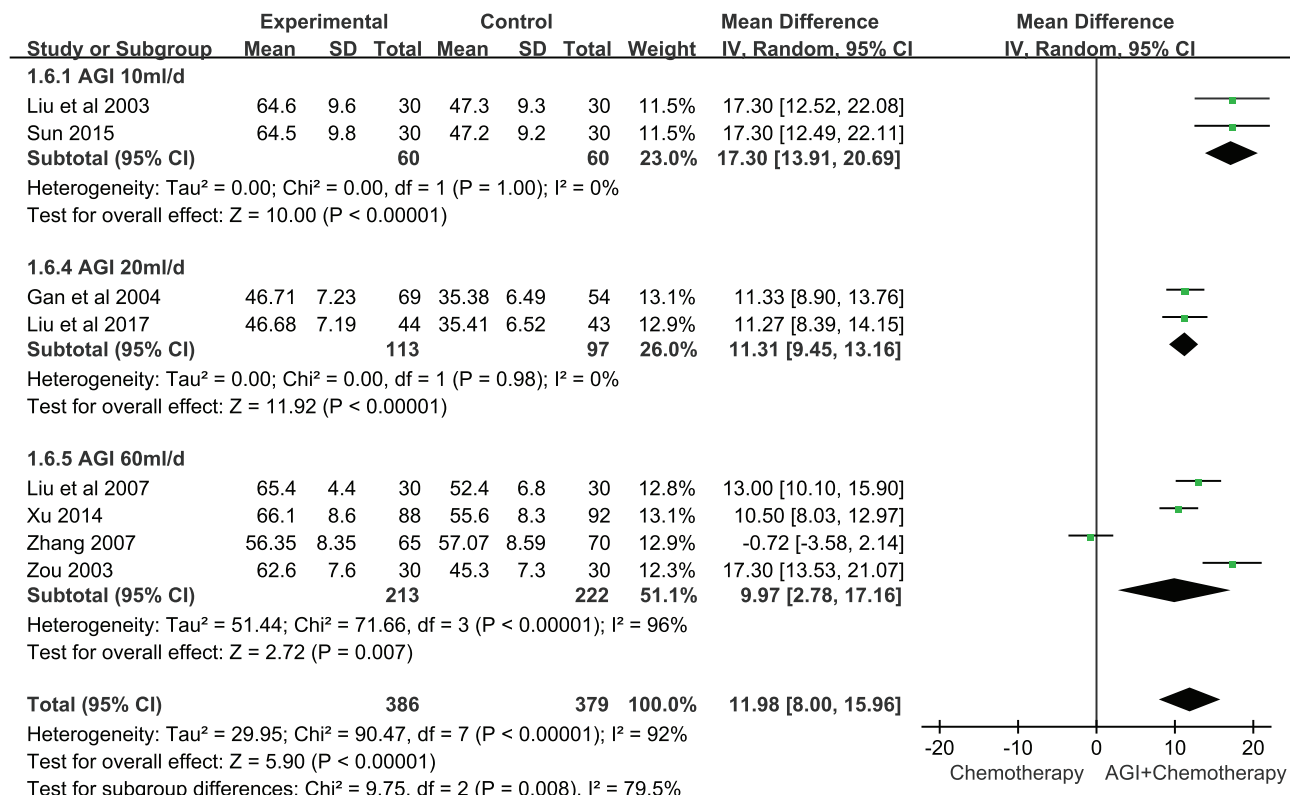 Experimental Control Mean Difference Mean Difference
Study or Subgroup Mean SD Total Mean SD Total Weight IV, Random, 95% CI IV, Random, 95% CI
1.6.1 AGI 10ml/d
Liu et al 2003 64.6 9.6 30 47.3 9.3 30 11.5% 17.30 [12.52, 22.08]
Sun 2015 64.5 9.8 30 47.2 9.2 30 11.5% 17.30 [12.49, 22.11]
Subtotal (95% CI) 60 60 23.0% 17.30 [13.91, 20.69]
Heterogeneity: Tau² = 0.00; Chi² = 0.00, df = 1 (P = 1.00); I² = 0%
Test for overall effect: Z = 10.00 (P < 0.00001)
1.6.4 AGI 20ml/d
Gan et al 2004 46.71 7.23 69 35.38 6.49 54 13.1% 11.33 [8.90, 13.76]
Liu et al 2017 46.68 7.19 44 35.41 6.52 43 12.9% 11.27 [8.39, 14.15]
Subtotal (95% CI) 113 97 26.0% 11.31 [9.45, 13.16]
Heterogeneity: Tau² = 0.00; Chi² = 0.00, df = 1 (P = 0.98); I² = 0%
Test for overall effect: Z = 11.92 (P < 0.00001)
1.6.5 AGI 60ml/d
Liu et al 2007 65.4 4.4 30 52.4 6.8 30 12.8% 13.00 [10.10, 15.90]
Xu 2014 66.1 8.6 88 55.6 8.3 92 13.1% 10.50 [8.03, 12.97]
Zhang 2007 56.35 8.35 65 57.07 8.59 70 12.9% -0.72 [-3.58, 2.14]
Zou 2003 62.6 7.6 30 45.3 7.3 30 12.3% 17.30 [13.53, 21.07]
Subtotal (95% CI) 213 222 51.1% 9.97 [2.78, 17.16]
Heterogeneity: Tau² = 51.44; Chi² = 71.66, df = 3 (P < 0.00001); I² = 96%
Test for overall effect: Z = 2.72 (P = 0.007)
Total (95% CI) 386 379 100.0% 11.98 [8.00, 15.96]
Heterogeneity: Tau² = 29.95; Chi² = 90.47, df = 7 (P < 0.00001); I² = 92%
Test for overall effect: Z = 5.90 (P < 0.00001)
Test for subgroup differences: Chi² = 9.75, df = 2 (P = 0.008), I² = 79.5%
-20 -10 0 10 20
Chemotherapy AGI+Chemotherapy